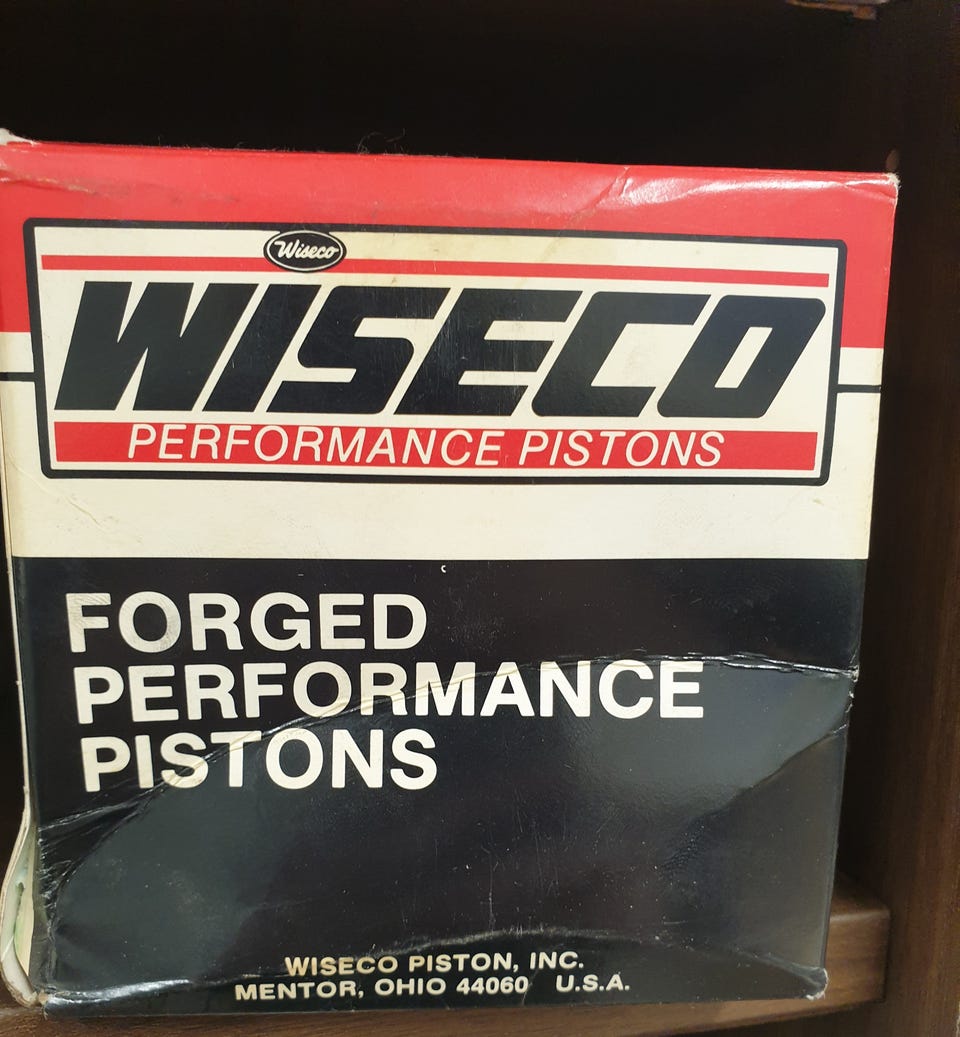 Wiseco
WISECO
PERFORMANCE PISTONS
FORGED
PERFORMANCE
PISTONS
WISECO PISTON, INC.
MENTOR, OHIO 44060 U.S.A.